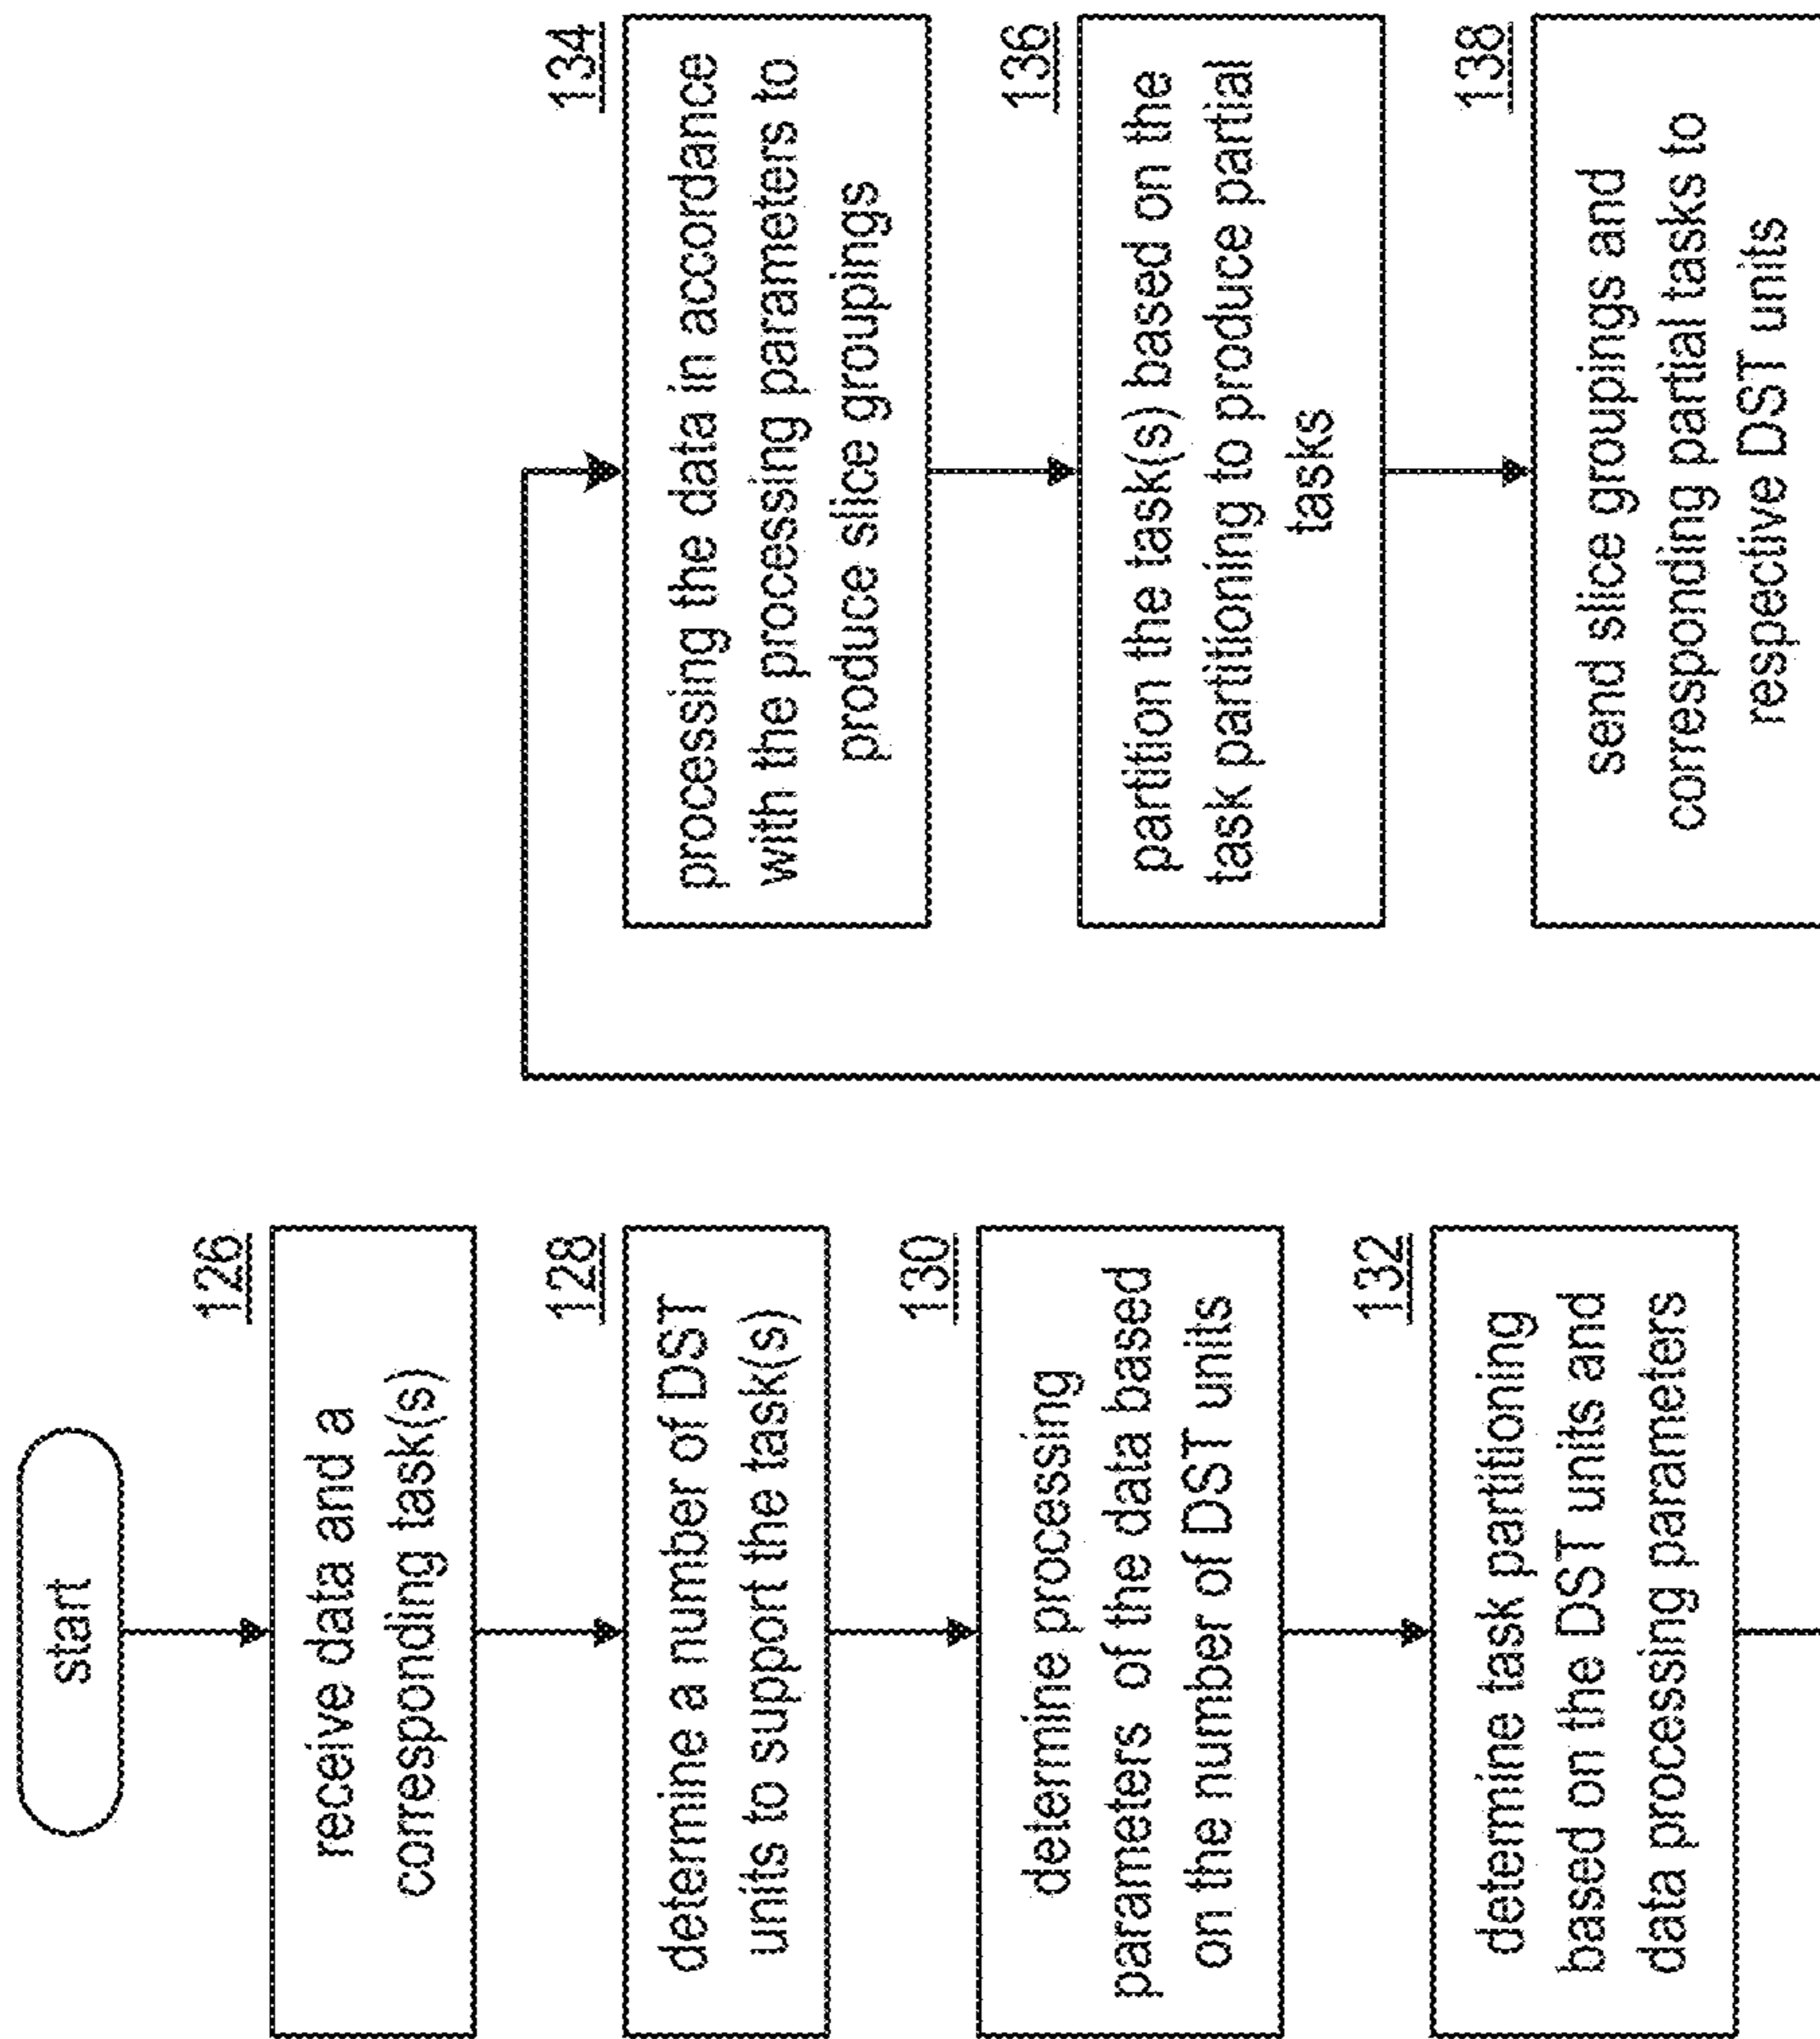 start
126
receive data and a
corresponding task(s)
128
determine a number of DST
units to support the task(s)
130
determine processing
parameters of the data based
on the number of DST units
132
determine task partitioning
based on the DST units and
data processing parameters
134
processing the data in accordance
with the processing parameters to
produce slice groupings
136
partition the task(s) based on the
task partitioning to produce partial
tasks
138
send slice groupings and
corresponding partial tasks to
respective DST units